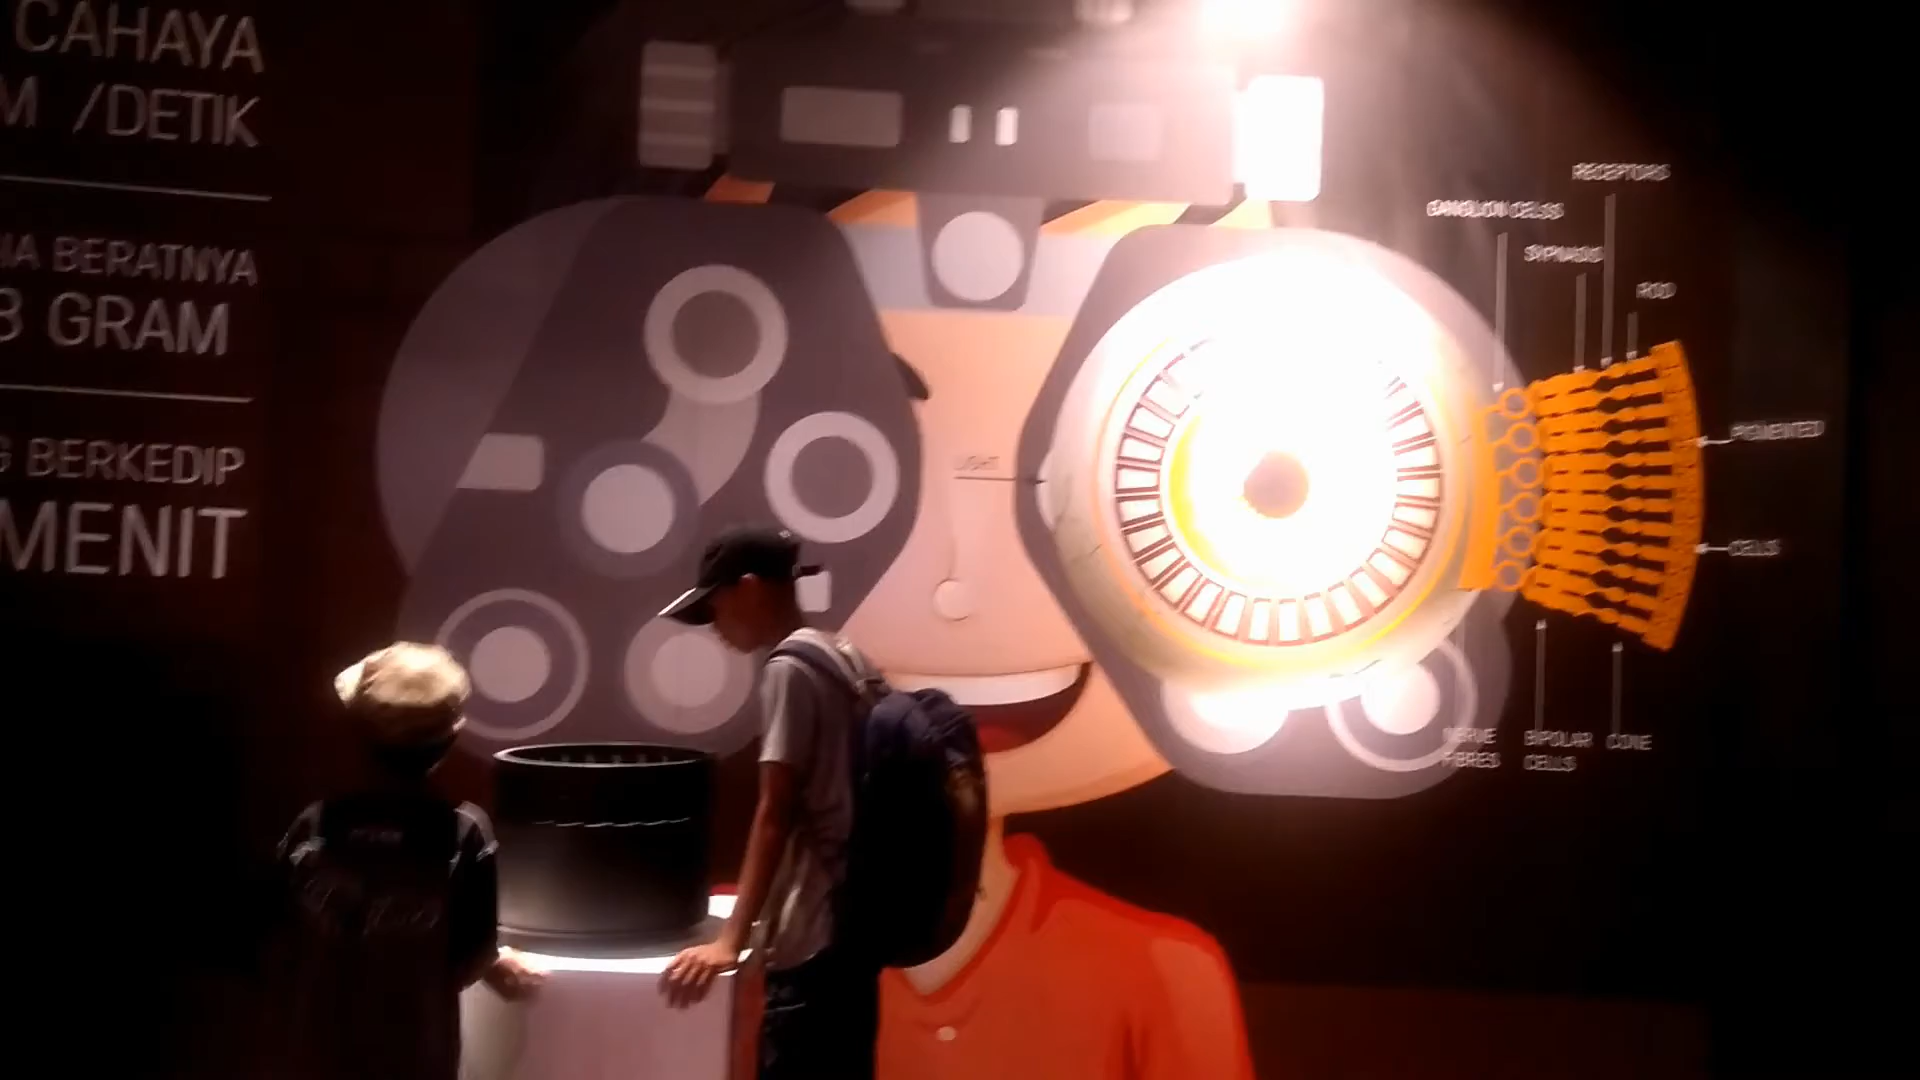 CAHAYA
M /DETIK
NA BERATNYA
8 GRAM
G BERKEDIP
MENIT
LIGHT
RECEPTORS
GANGLION CELLS
ROD
PIGMENTED
CELLS
NERVE
FIBRES
BIPOLAR
CELLS
CONE